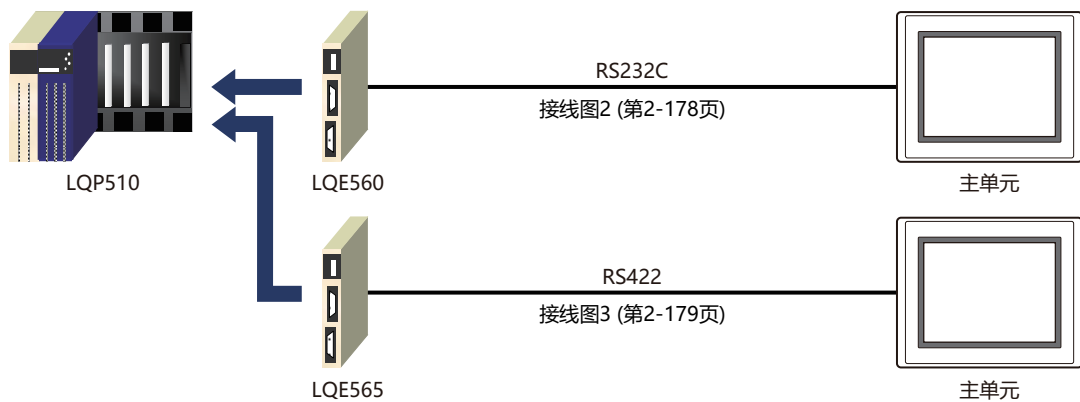 RS232C
接线图2 (第2-178页)
LQP510
LQE560
主单元
RS422
接线图3 (第2-179页)
LQE565
主单元